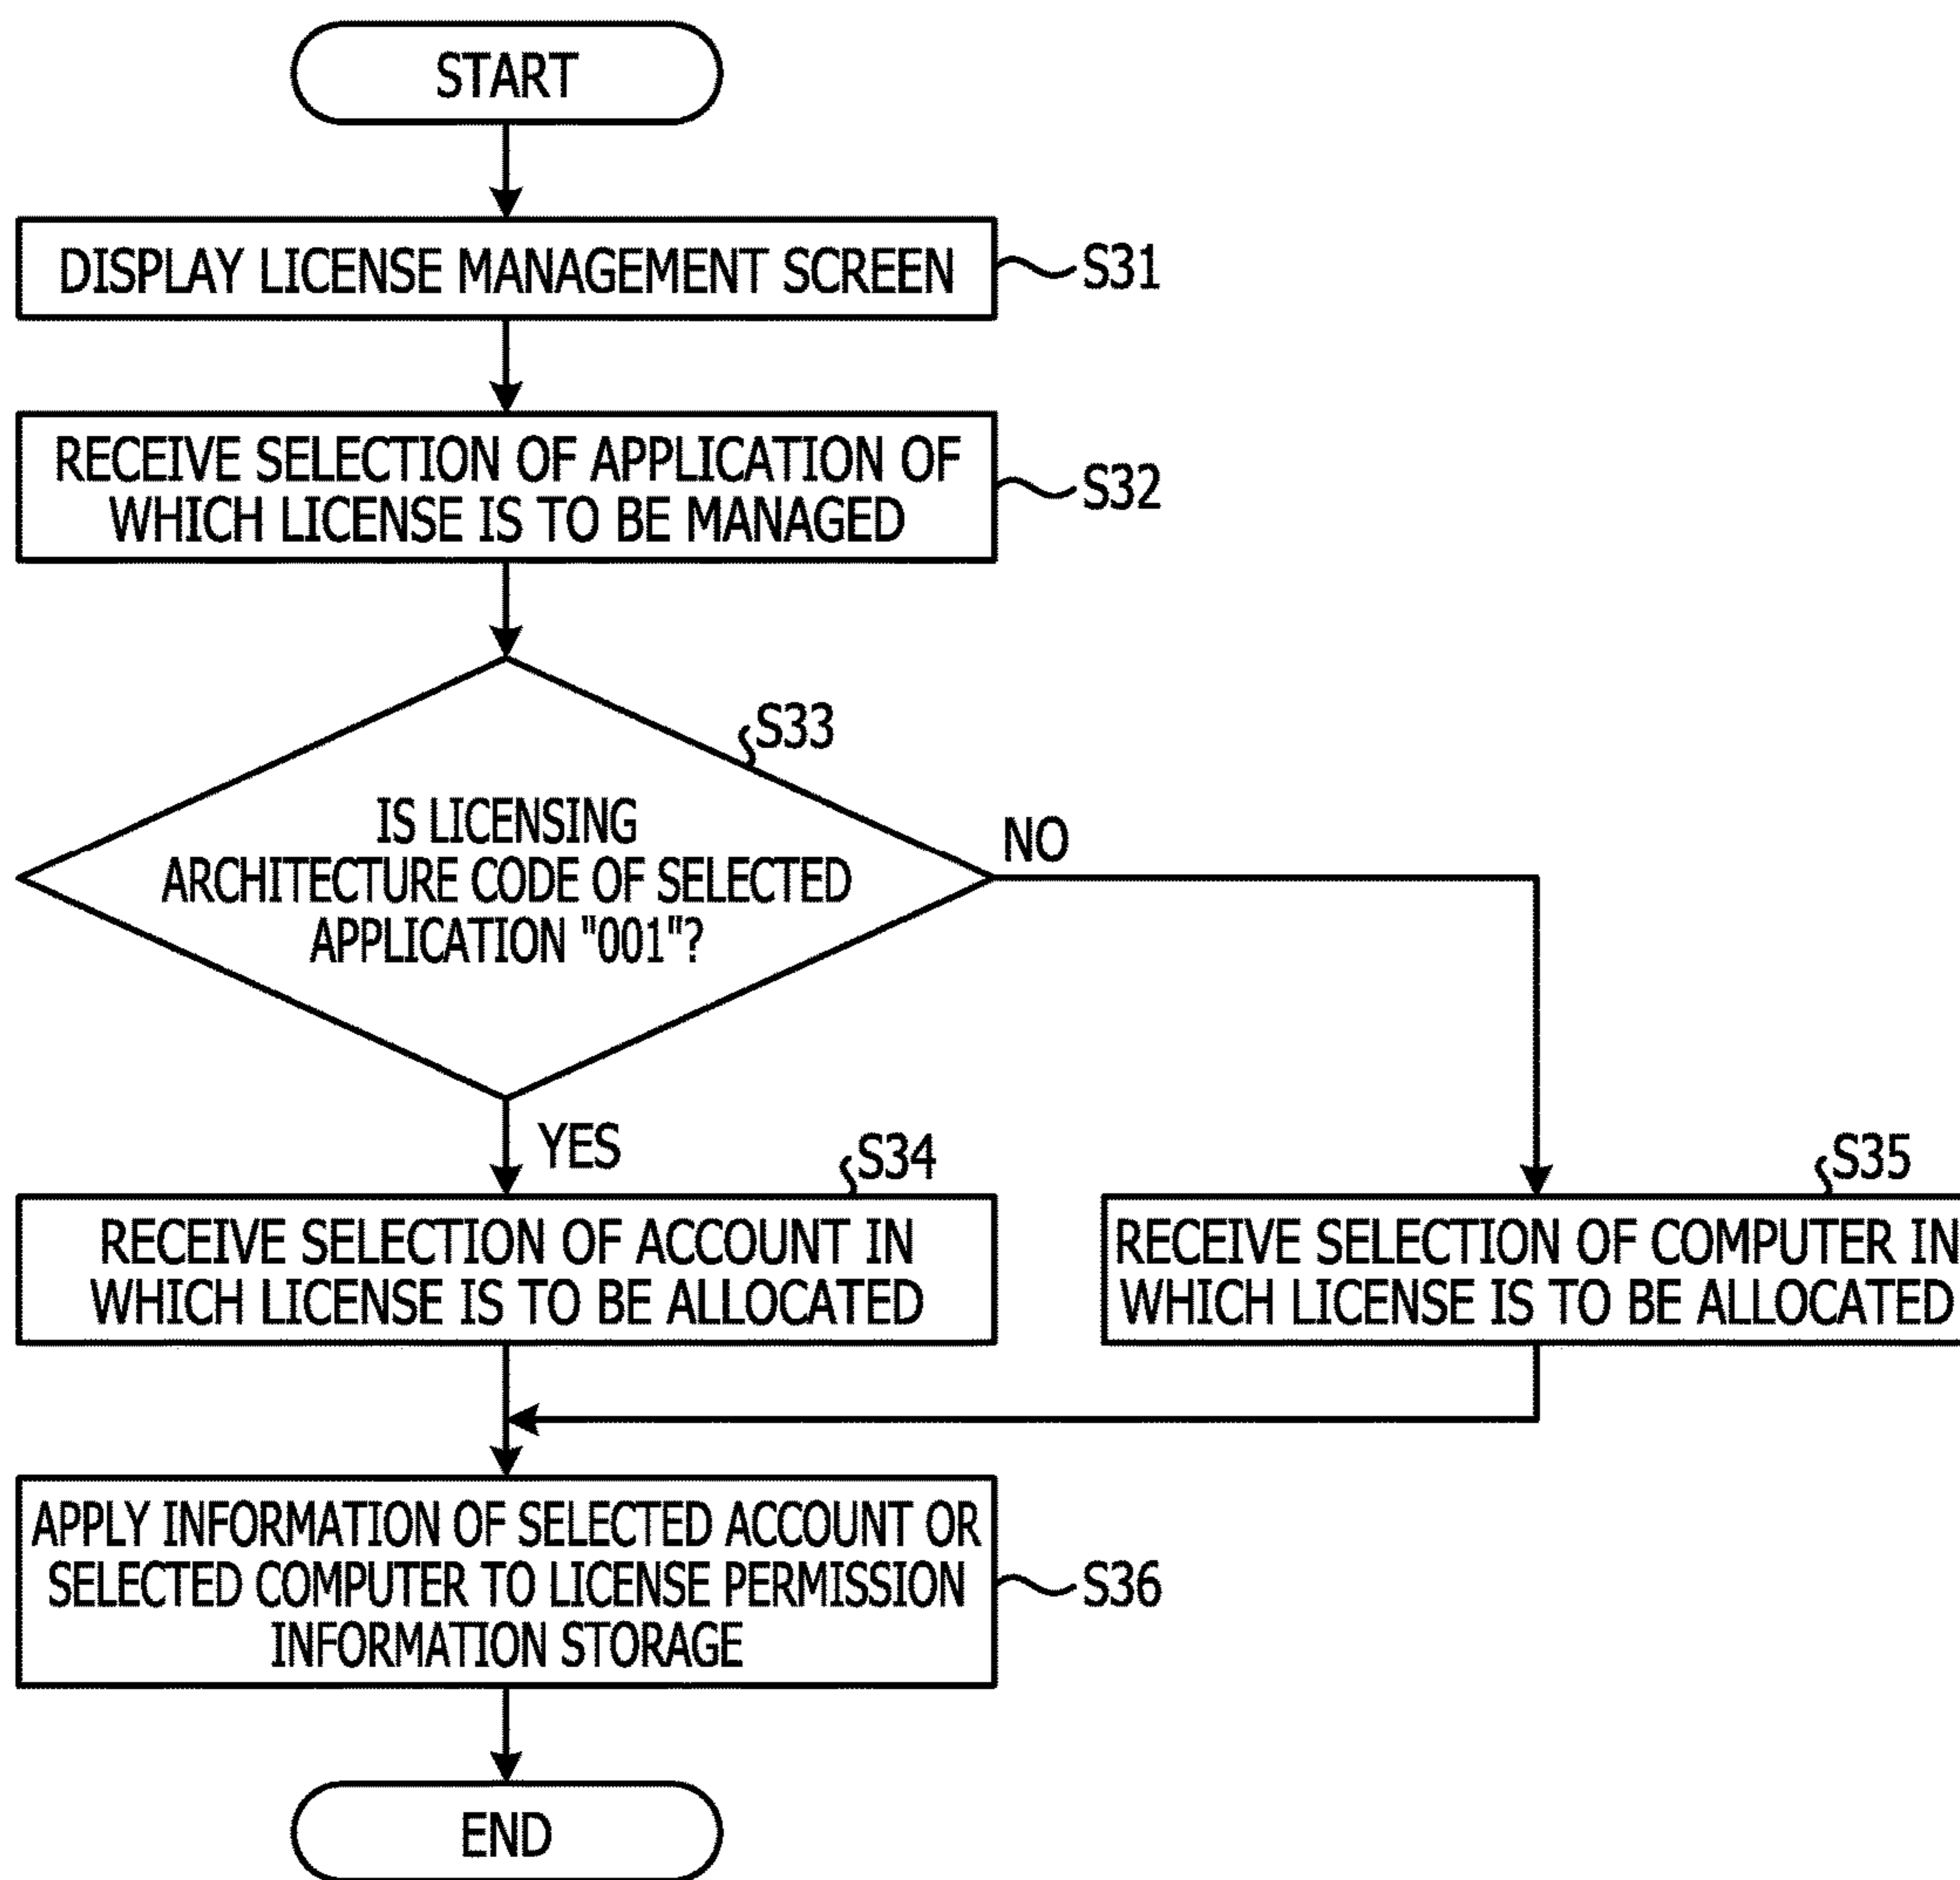 START
DISPLAY LICENSE MANAGEMENT SCREEN
S31
RECEIVE SELECTION OF APPLICATION OF
WHICH LICENSE IS TO BE MANAGED
S32
S33
IS LICENSING
ARCHITECTURE CODE OF SELECTED
APPLICATION "001"?
NO
YES
S34
RECEIVE SELECTION OF ACCOUNT IN
WHICH LICENSE IS TO BE ALLOCATED
S35
RECEIVE SELECTION OF COMPUTER IN
WHICH LICENSE IS TO BE ALLOCATED
APPLY INFORMATION OF SELECTED ACCOUNT OR
SELECTED COMPUTER TO LICENSE PERMISSION
INFORMATION STORAGE
S36
END